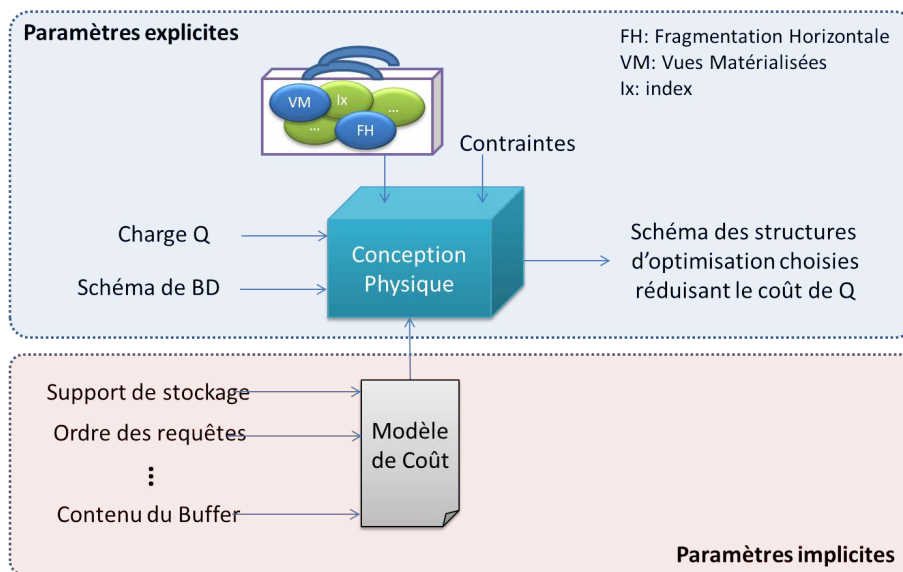 Paramètres explicites
FH: Fragmentation Horizontale
VM: Vues Matérialisées
Ix: index
VM
Ix
...
...
FH
Contraintes
Charge Q
Schéma de BD
Conception
Physique
Schéma des structures
d'optimisation choisies
réduisant le coût de Q
Support de stockage
Ordre des requêtes
⋮
Contenu du Buffer
Modèle
de Coût
Paramètres implicites